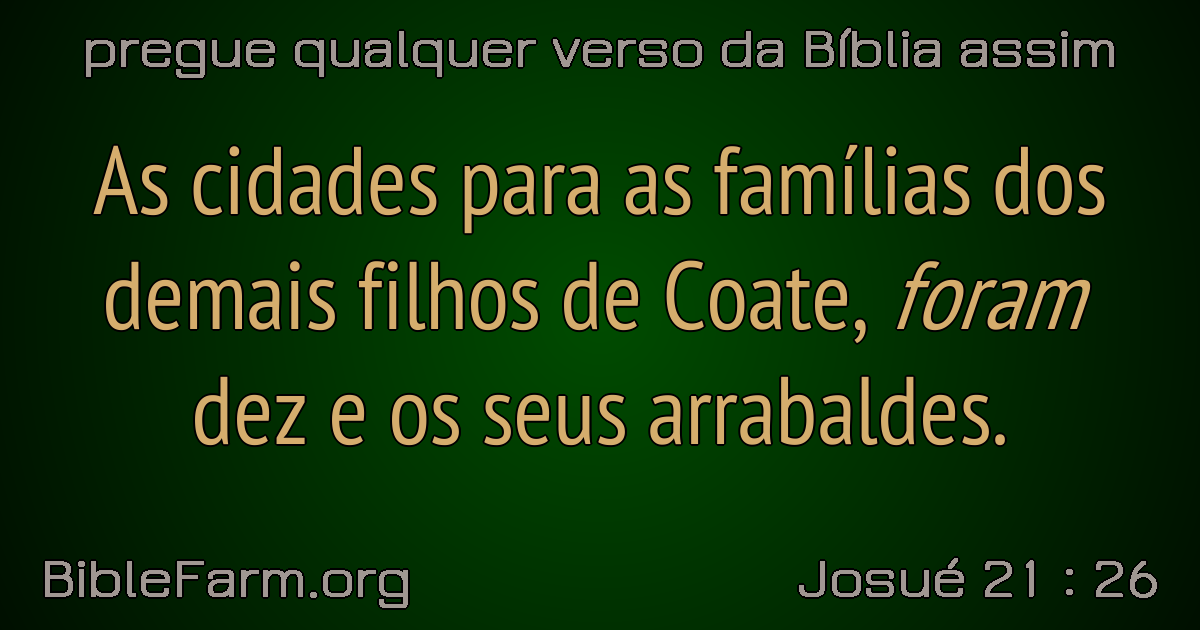 pregue qualquer verso da Bíblia assim
As cidades para as famílias dos
demais filhos de Coate, foram
dez e os seus arrabaldes.
BibleFarm.org
Josué 21 : 26